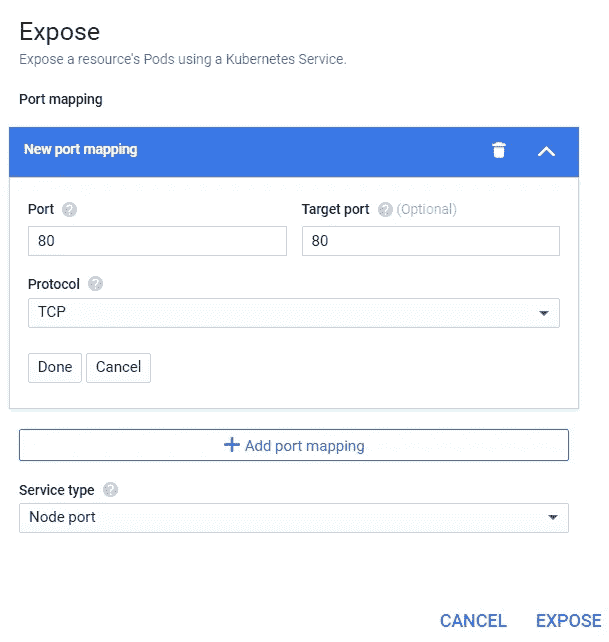 Expose
Expose a resource's Pods using a Kubernetes Service.
Port mapping
New port mapping
Port ? Target port ? (Optional)
80 80
Protocol ?
TCP
Done Cancel
+ Add port mapping
Service type ?
Node port
CANCEL EXPOSE